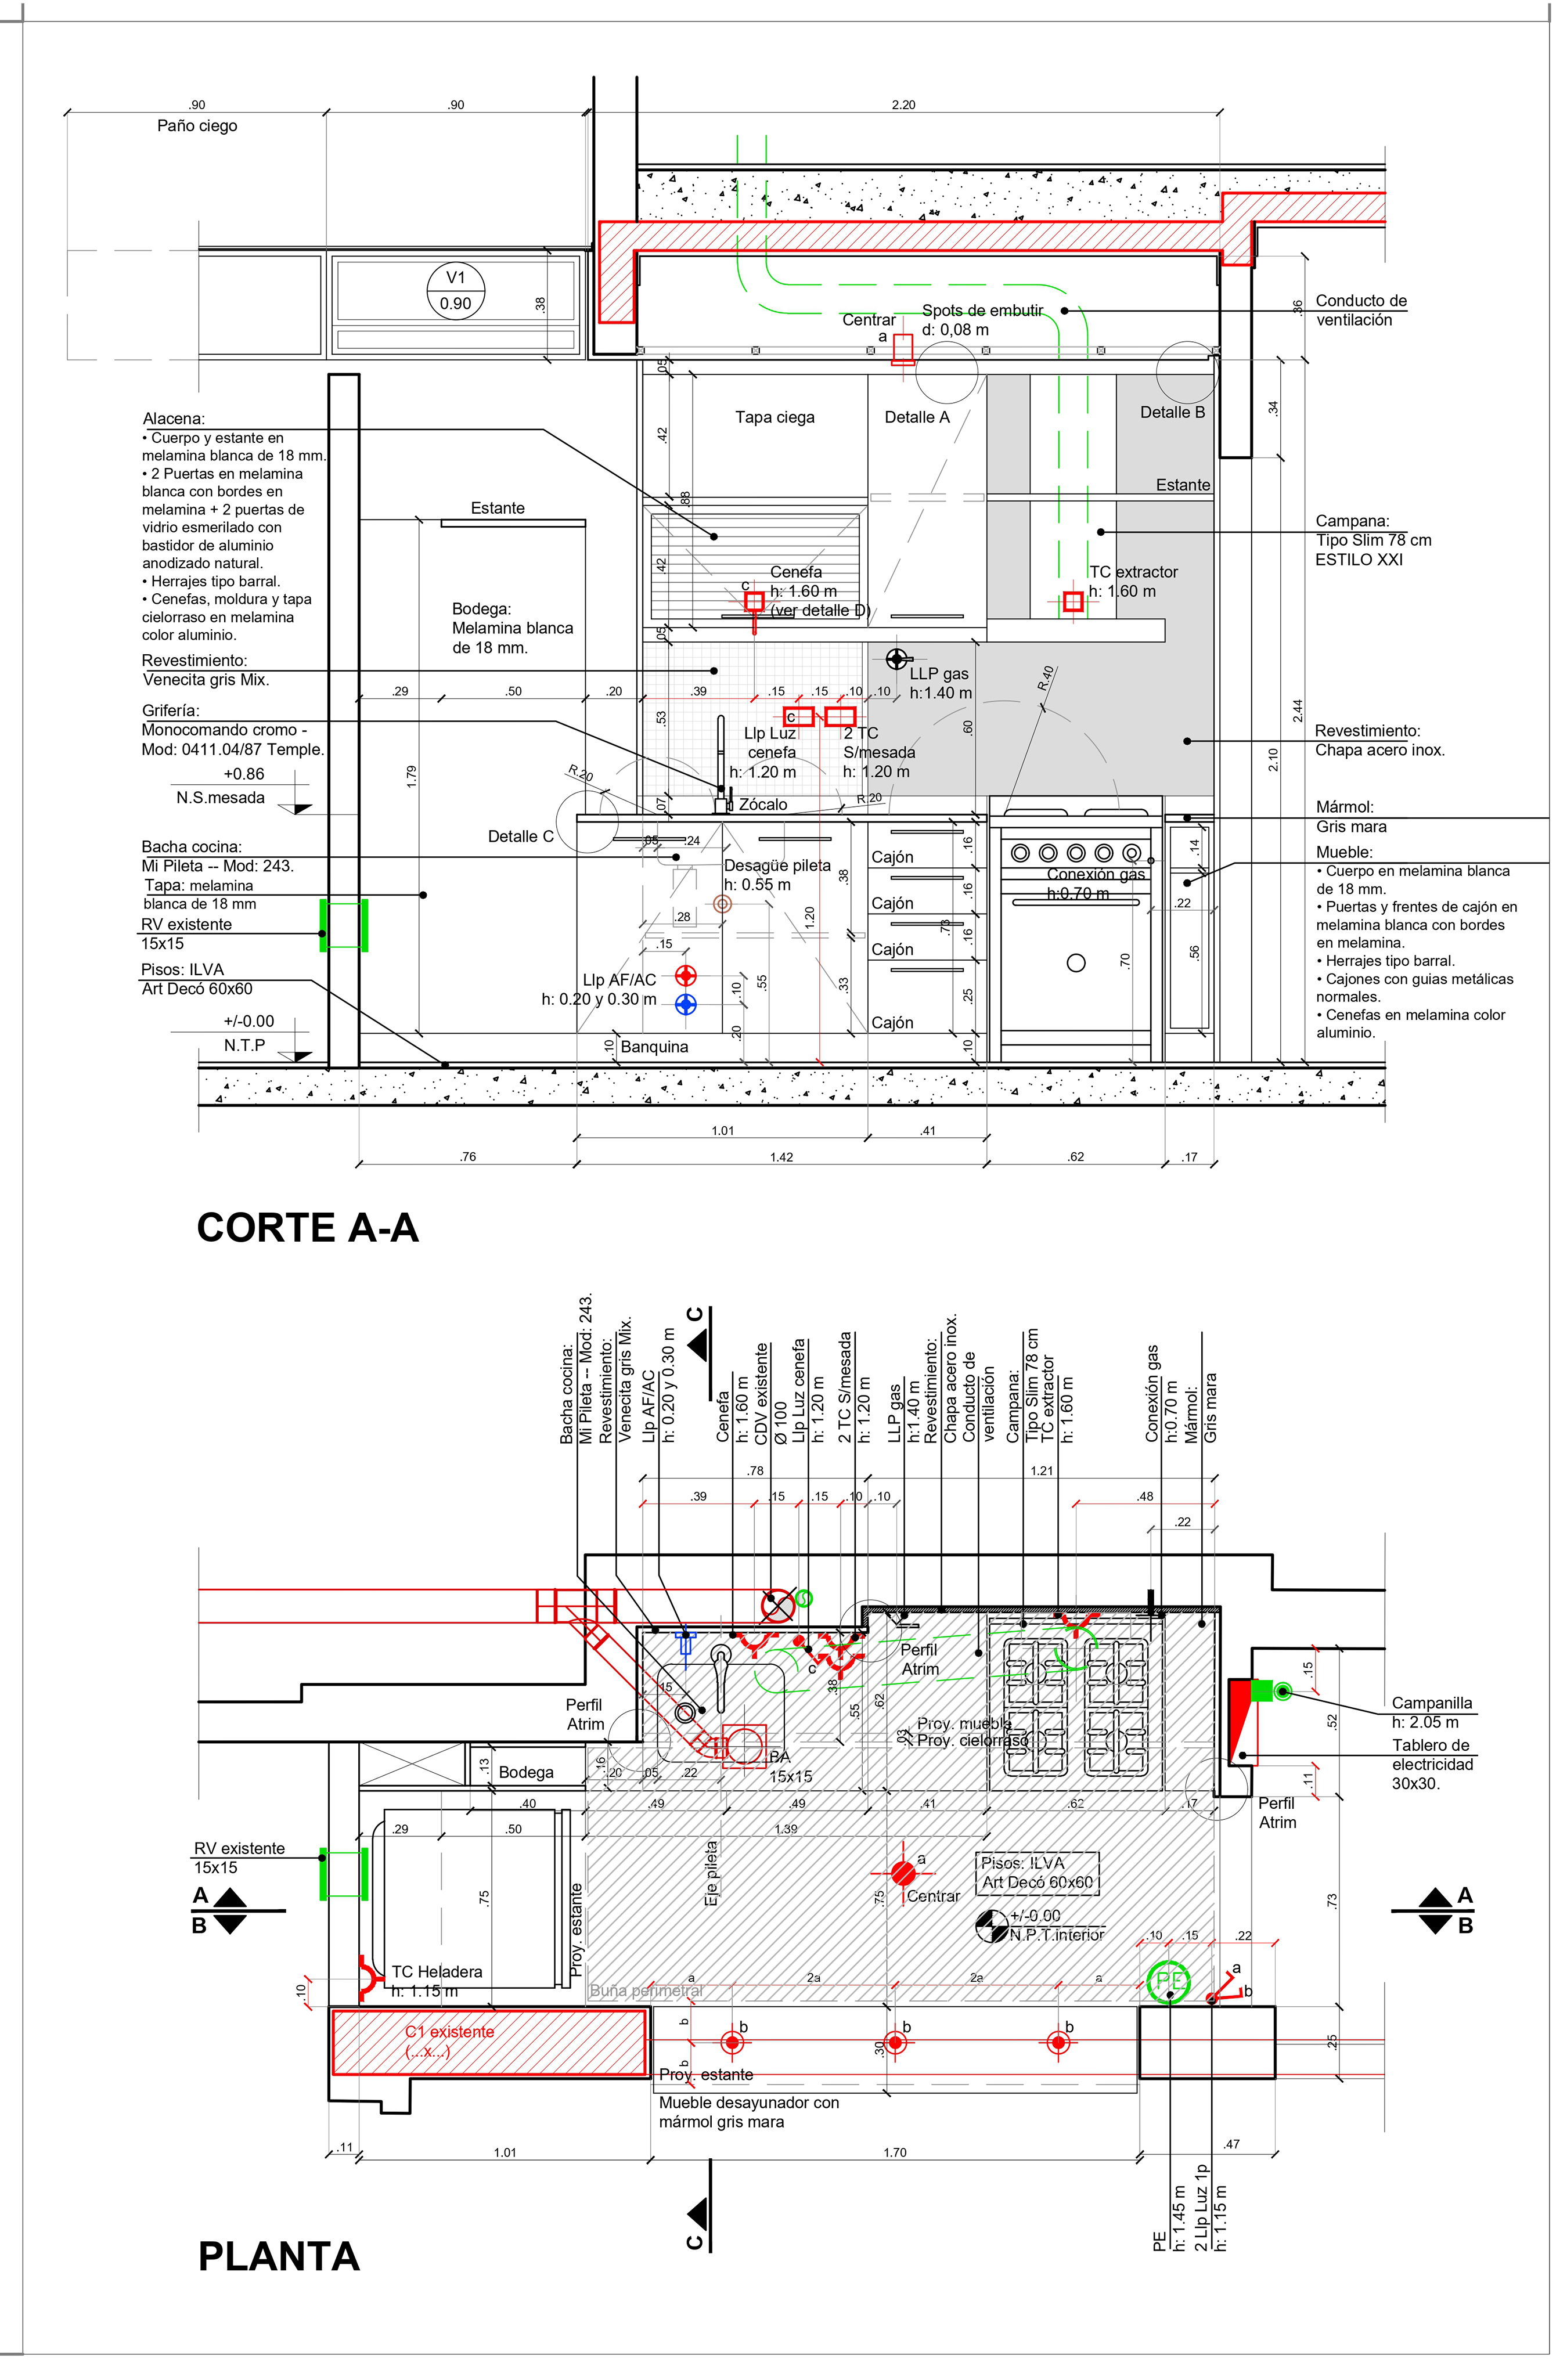 .90
.90
2.20
Paño ciego
V1
0.90
.38
Centrar
a
Spots de embutir
d: 0,08 m
.36
Conducto de
ventilación
.05
.42
.88
Tapa ciega
Detalle A
Detalle B
.34
Alacena:
• Cuerpo y estante en
melamina blanca de 18 mm.
• 2 Puertas en melamina
blanca con bordes en
melamina + 2 puertas de
vidrio esmerilado con
bastidor de aluminio
anodizado natural.
• Herrajes tipo barral.
• Cenefas, moldura y tapa
cielorraso en melamina
color aluminio.
Estante
Estante
Campana:
Tipo Slim 78 cm
ESTILO XXI
.42
c
Cenefa
h: 1.60 m
(ver detalle D)
TC extractor
h: 1.60 m
Bodega:
Melamina blanca
de 18 mm.
.05
Revestimiento:
Venecita gris Mix.
LLP gas
h:1.40 m
R.40
.29
.50
.20
.39
.15
.15
.10
.10
Grifería:
Monocomando cromo -
Mod: 0411.04/87 Temple.
.53
c
Llp Luz
cenefa
h: 1.20 m
2 TC
S/mesada
h: 1.20 m
.60
2.44
2.10
Revestimiento:
Chapa acero inox.
+0.86
N.S.mesada
1.79
R.20
.07
Zócalo
R.20
Mármol:
Gris mara
Detalle C
.05
.24
.16
.14
Bacha cocina:
Mi Pileta -- Mod: 243.
Tapa: melamina
blanca de 18 mm
Desagüe pileta
h: 0.55 m
.38
Cajón
Conexión gas
h:0.70 m
Mueble:
• Cuerpo en melamina blanca
de 18 mm.
• Puertas y frentes de cajón en
melamina blanca con bordes
en melamina.
• Herrajes tipo barral.
• Cajones con guias metálicas
normales.
• Cenefas en melamina color
aluminio.
.16
Cajón
.22
RV existente
15x15
.28
1.20
.73
.16
Cajón
.56
.15
.70
Pisos: ILVA
Art Decó 60x60
Llp AF/AC
h: 0.20 y 0.30 m
.10
.55
.33
.25
+/-0.00
N.T.P
.20
Cajón
.10
Banquina
.10
1.01
.41
.76
1.42
.62
.17
CORTE A-A
C
Bacha cocina:
Mi Pileta -- Mod: 243.
Revestimiento:
Venecita gris Mix.
Llp AF/AC
h: 0.20 y 0.30 m
Cenefa
h: 1.60 m
CDV existente
Ø 100
Llp Luz cenefa
h: 1.20 m
2 TC S/mesada
h: 1.20 m
LLP gas
h:1.40 m
Revestimiento:
Chapa acero inox.
Conducto de
ventilación
Campana:
Tipo Slim 78 cm
TC extractor
h: 1.60 m
Conexión gas
h:0.70 m
Mármol:
Gris mara
.78
1.21
.39
.15
.15
.10
.10
.48
.22
c
Perfil
Atrim
.15
.15
.38
.55
.62
Perfil
Atrim
Campanilla
h: 2.05 m
.52
.03
Proy. mueble
Proy. cielorraso
Tablero de
electricidad
30x30.
BA
15x15
.13
Bodega
.16
.20
.05
.22
.11
.40
.49
.49
.41
.62
.17
Perfil
Atrim
.29
.50
1.39
RV existente
15x15
Eje pileta
a
Centrar
Pisos: ILVA
Art Decó 60x60
A
B
.75
Proy. estante
.75
+/-0.00
N.P.T.interior
.73
A
B
.10
.15
.22
TC Heladera
h: 1.15 m
.10
Buña perimetral
a
2a
2a
a
PE
a
b
C1 existente
(...x...)
b
b
b
b
b
.30
.25
Proy. estante
Mueble desayunador con
mármol gris mara
.11
1.01
1.70
.47
C
PE
h: 1.45 m
2 Llp Luz 1p
h: 1.15 m
PLANTA